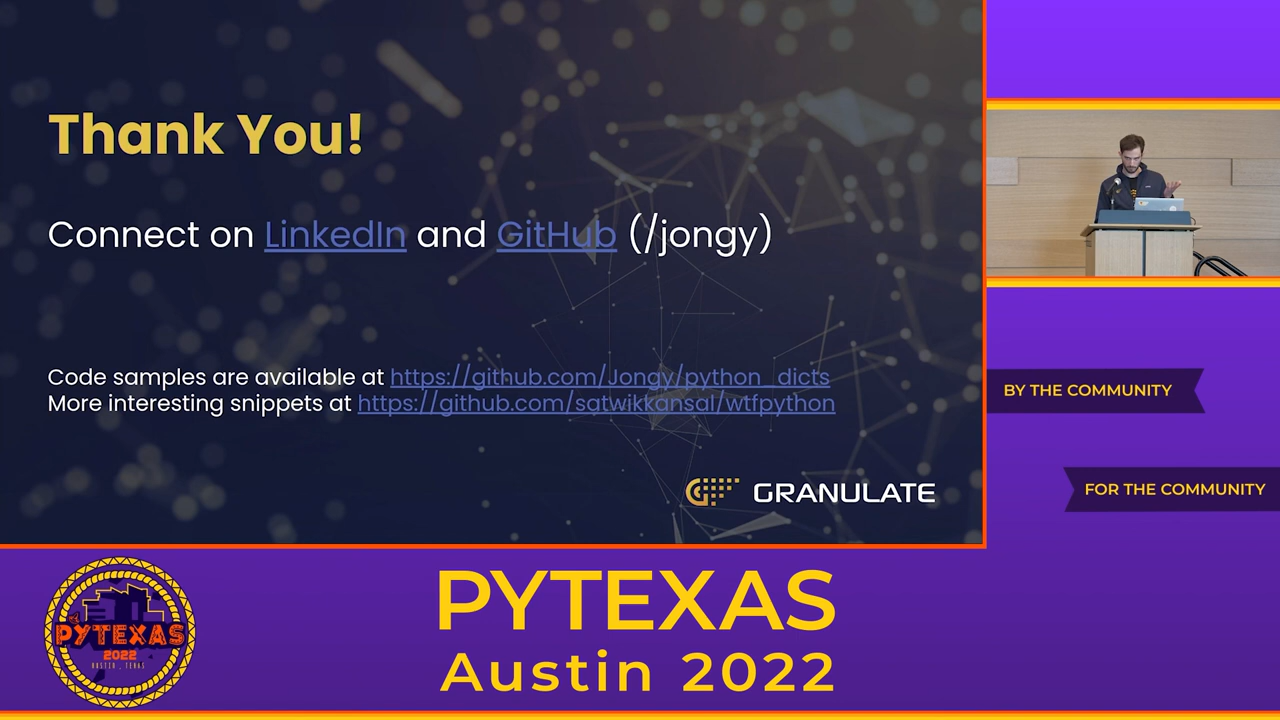 Thank You!
Connect on LinkedIn and GitHub (/jongy)
Code samples are available at https://github.com/Jongy/python_dicts
More interesting snippets at https://github.com/satwikkansal/wtfpython
GRANULATE
BY THE COMMUNITY
FOR THE COMMUNITY
PYTEXAS
2022
AUSTIN, TEXAS
PYTEXAS
Austin 2022